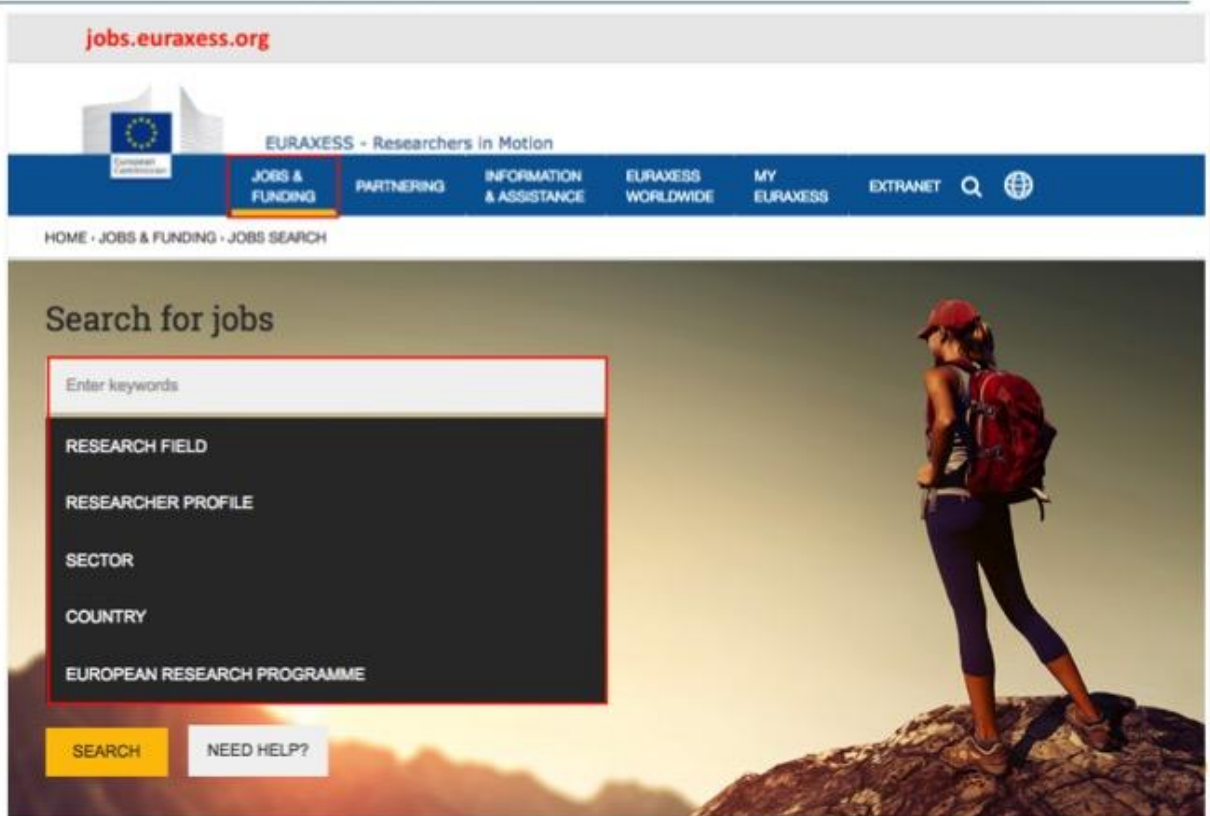 jobs.euraxess.org
European
Commission
EURAXESS - Researchers in Motion
JOBS &
FUNDING
PARTNERING
INFORMATION
& ASSISTANCE
EURAXESS
WORLDWIDE
MY
EURAXESS
EXTRANET
HOME › JOBS & FUNDING › JOBS SEARCH
Search for jobs
Enter keywords
RESEARCH FIELD
RESEARCHER PROFILE
SECTOR
COUNTRY
EUROPEAN RESEARCH PROGRAMME
SEARCH
NEED HELP?